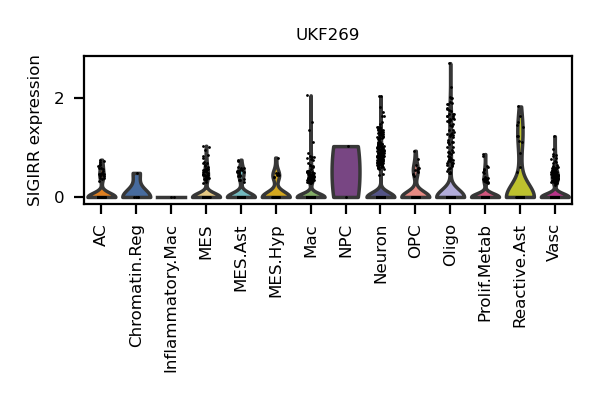 UKF269
SIGIRR expression
2
0
AC
Chromatin.Reg
Inflammatory.Mac
MES
MES.Ast
MES.Hyp
Mac
NPC
Neuron
OPC
Oligo
Prolif.Metab
Reactive.Ast
Vasc